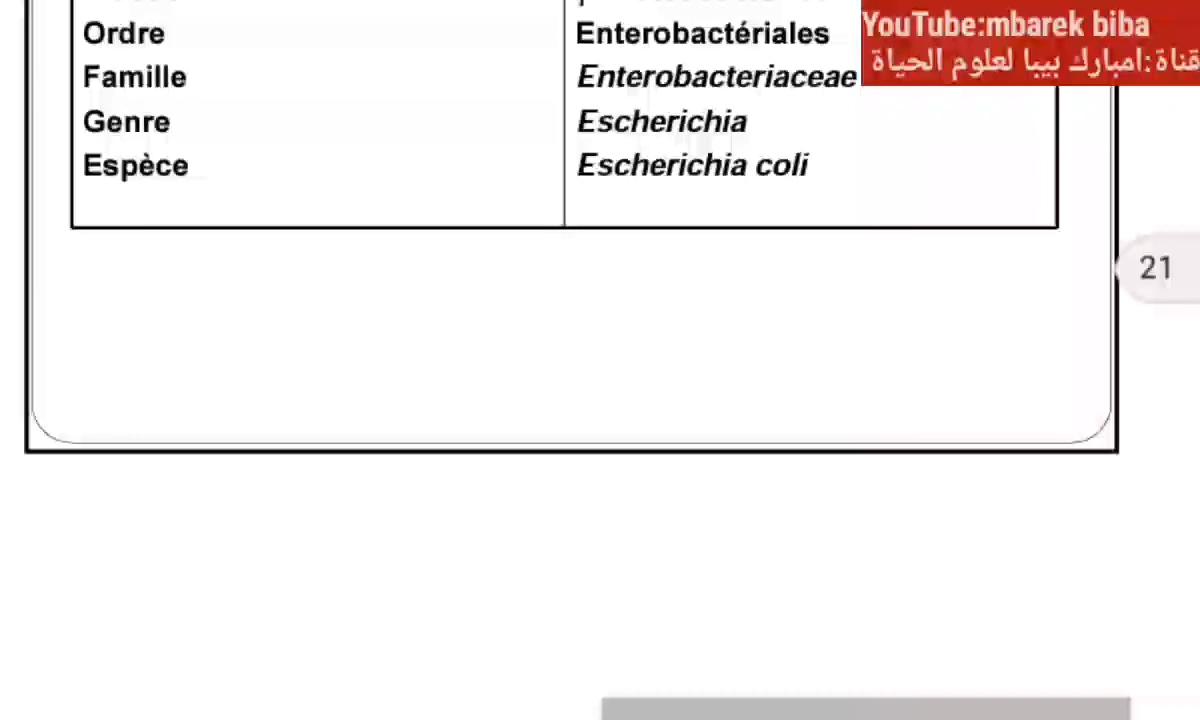 YouTube:mbarek biba
قناة:امبارك بيبا لعلوم الحياة
Ordre Enterobactériales
Famille Enterobacteriaceae
Genre Escherichia
Espèce Escherichia coli
21